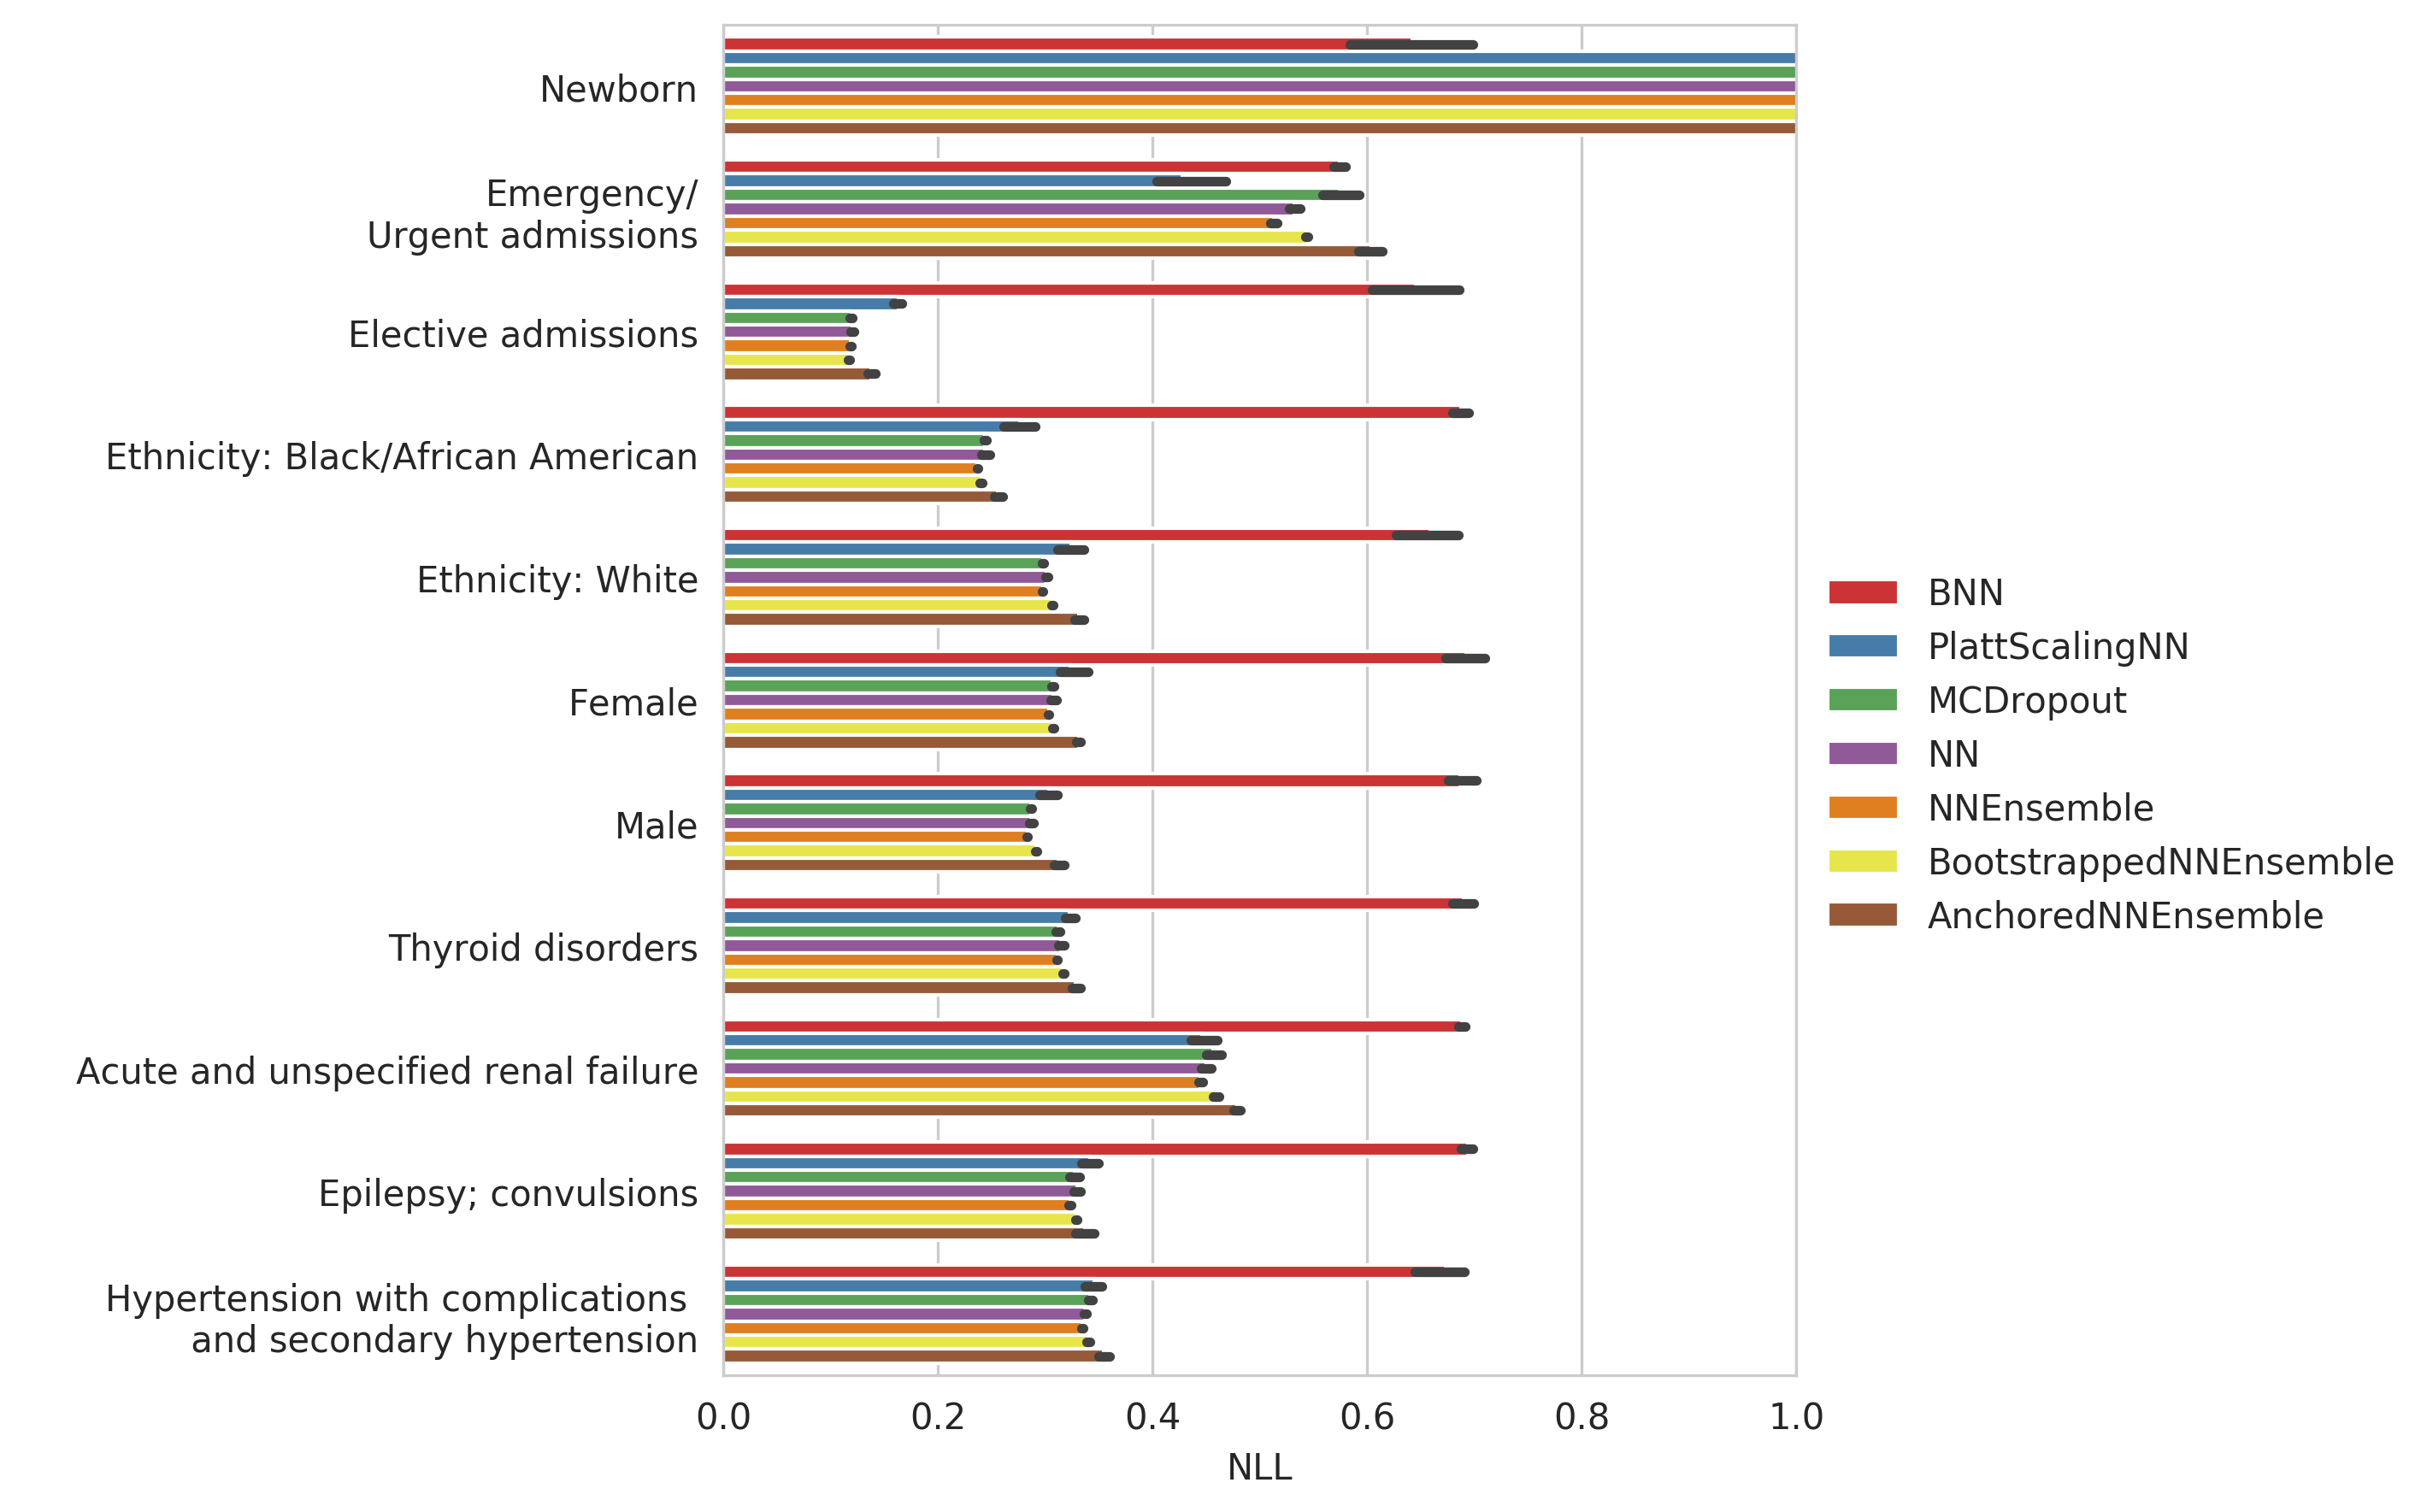 Newborn
Emergency/
Urgent admissions
Elective admissions
Ethnicity: Black/African American
Ethnicity: White
Female
Male
Thyroid disorders
Acute and unspecified renal failure
Epilepsy; convulsions
Hypertension with complications
and secondary hypertension
0.0 0.2 0.4 0.6 0.8 1.0
NLL
BNN
PlattScalingNN
MCDropout
NN
NNEnsemble
BootstrappedNNEnsemble
AnchoredNNEnsemble